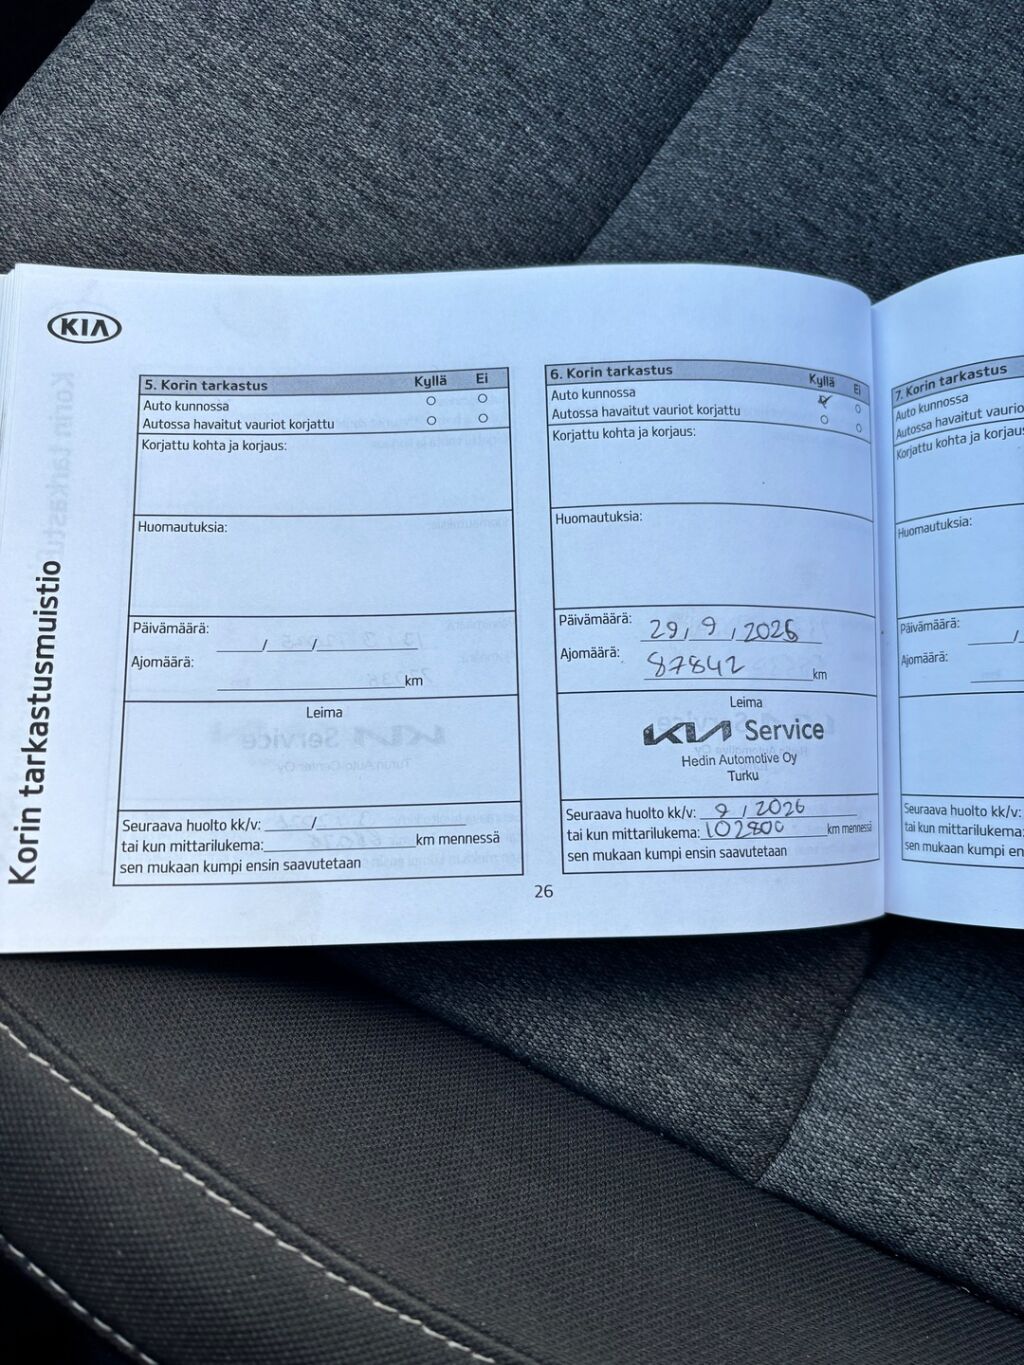 KIA
Korin tarkastusmuistio
5. Korin tarkastus Kyllä Ei
Auto kunnossa
Autossa havaitut vauriot korjattu
Korjattu kohta ja korjaus:
Huomautuksia:
Päivämäärä: / /
Ajomäärä: km
Leima
Seuraava huolto kk/v: /
tai kun mittarilukema: km mennessä
sen mukaan kumpi ensin saavutetaan
6. Korin tarkastus Kyllä Ei
Auto kunnossa
Autossa havaitut vauriot korjattu
Korjattu kohta ja korjaus:
Huomautuksia:
Päivämäärä: 29, 9, 2026
Ajomäärä: 87842 km
Leima
KIA Service
Hedin Automotive Oy
Turku
Seuraava huolto kk/v: 9 / 2026
tai kun mittarilukema: 102800 km mennessä
sen mukaan kumpi ensin saavutetaan
26
7. Korin tarkastus
Auto kunnossa
Autossa havaitut vaurio
Korjattu kohta ja korjaus
Huomautuksia:
Päivämäärä: /
Ajomäärä:
Seuraava huolto kk/v:
tai kun mittarilukema:
sen mukaan kumpi en